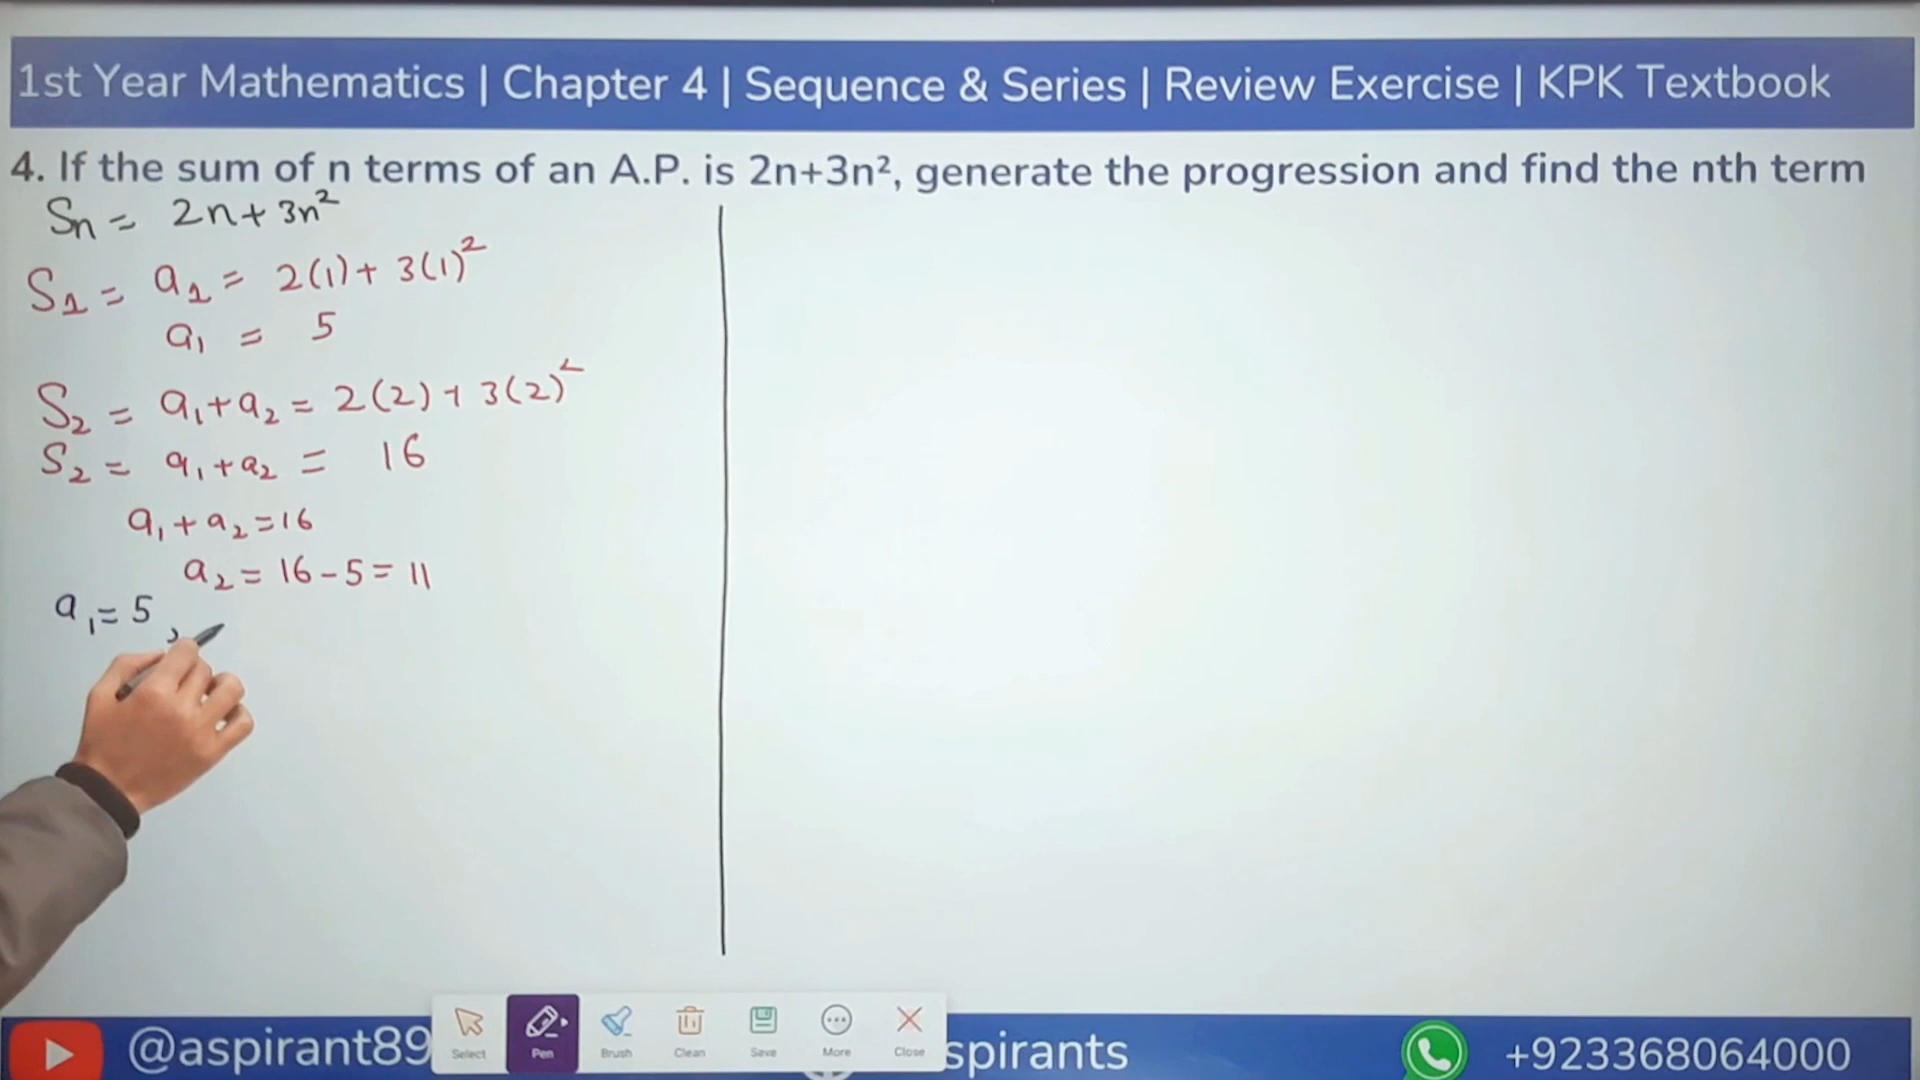 1st Year Mathematics | Chapter 4 | Sequence & Series | Review Exercise | KPK Textbook
4. If the sum of n terms of an A.P. is 2n+3n², generate the progression and find the nth term
Sn = 2n+3n²
S1 = a1 = 2(1)+3(1)²
a1 = 5
S2 = a1+a2 = 2(2)+3(2)²
S2 = a1+a2 = 16
a1+a2=16
a2=16-5=11
a1=5,
@aspirant89
spirants
+923368064000
Select
Pen
Brush
Clean
Save
More
Close